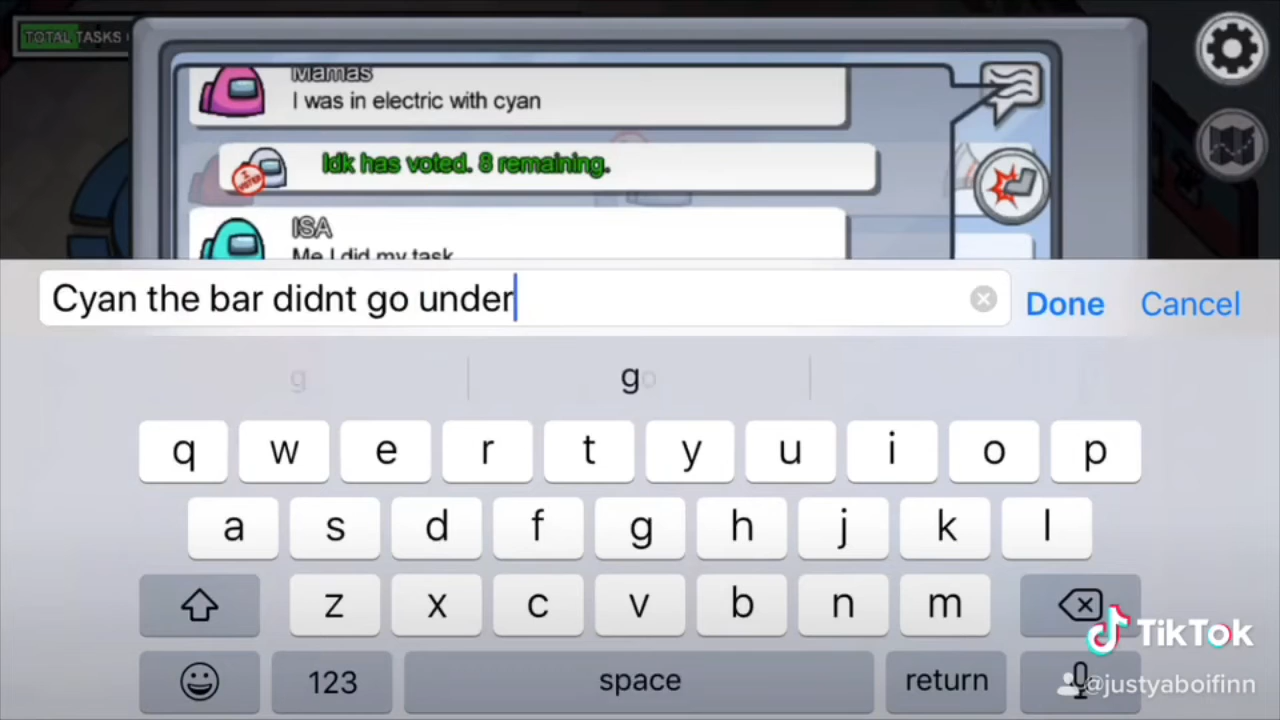 TOTAL TASKS
Mamas
I was in electric with cyan
Idk has voted. 8 remaining.
ISA
Me I did my task
Cyan the bar didnt go under
Done
Cancel
g
go
q w e r t y u i o p
a s d f g h j k l
z x c v b n m
123
space
return
TikTok
@justyaboifinn